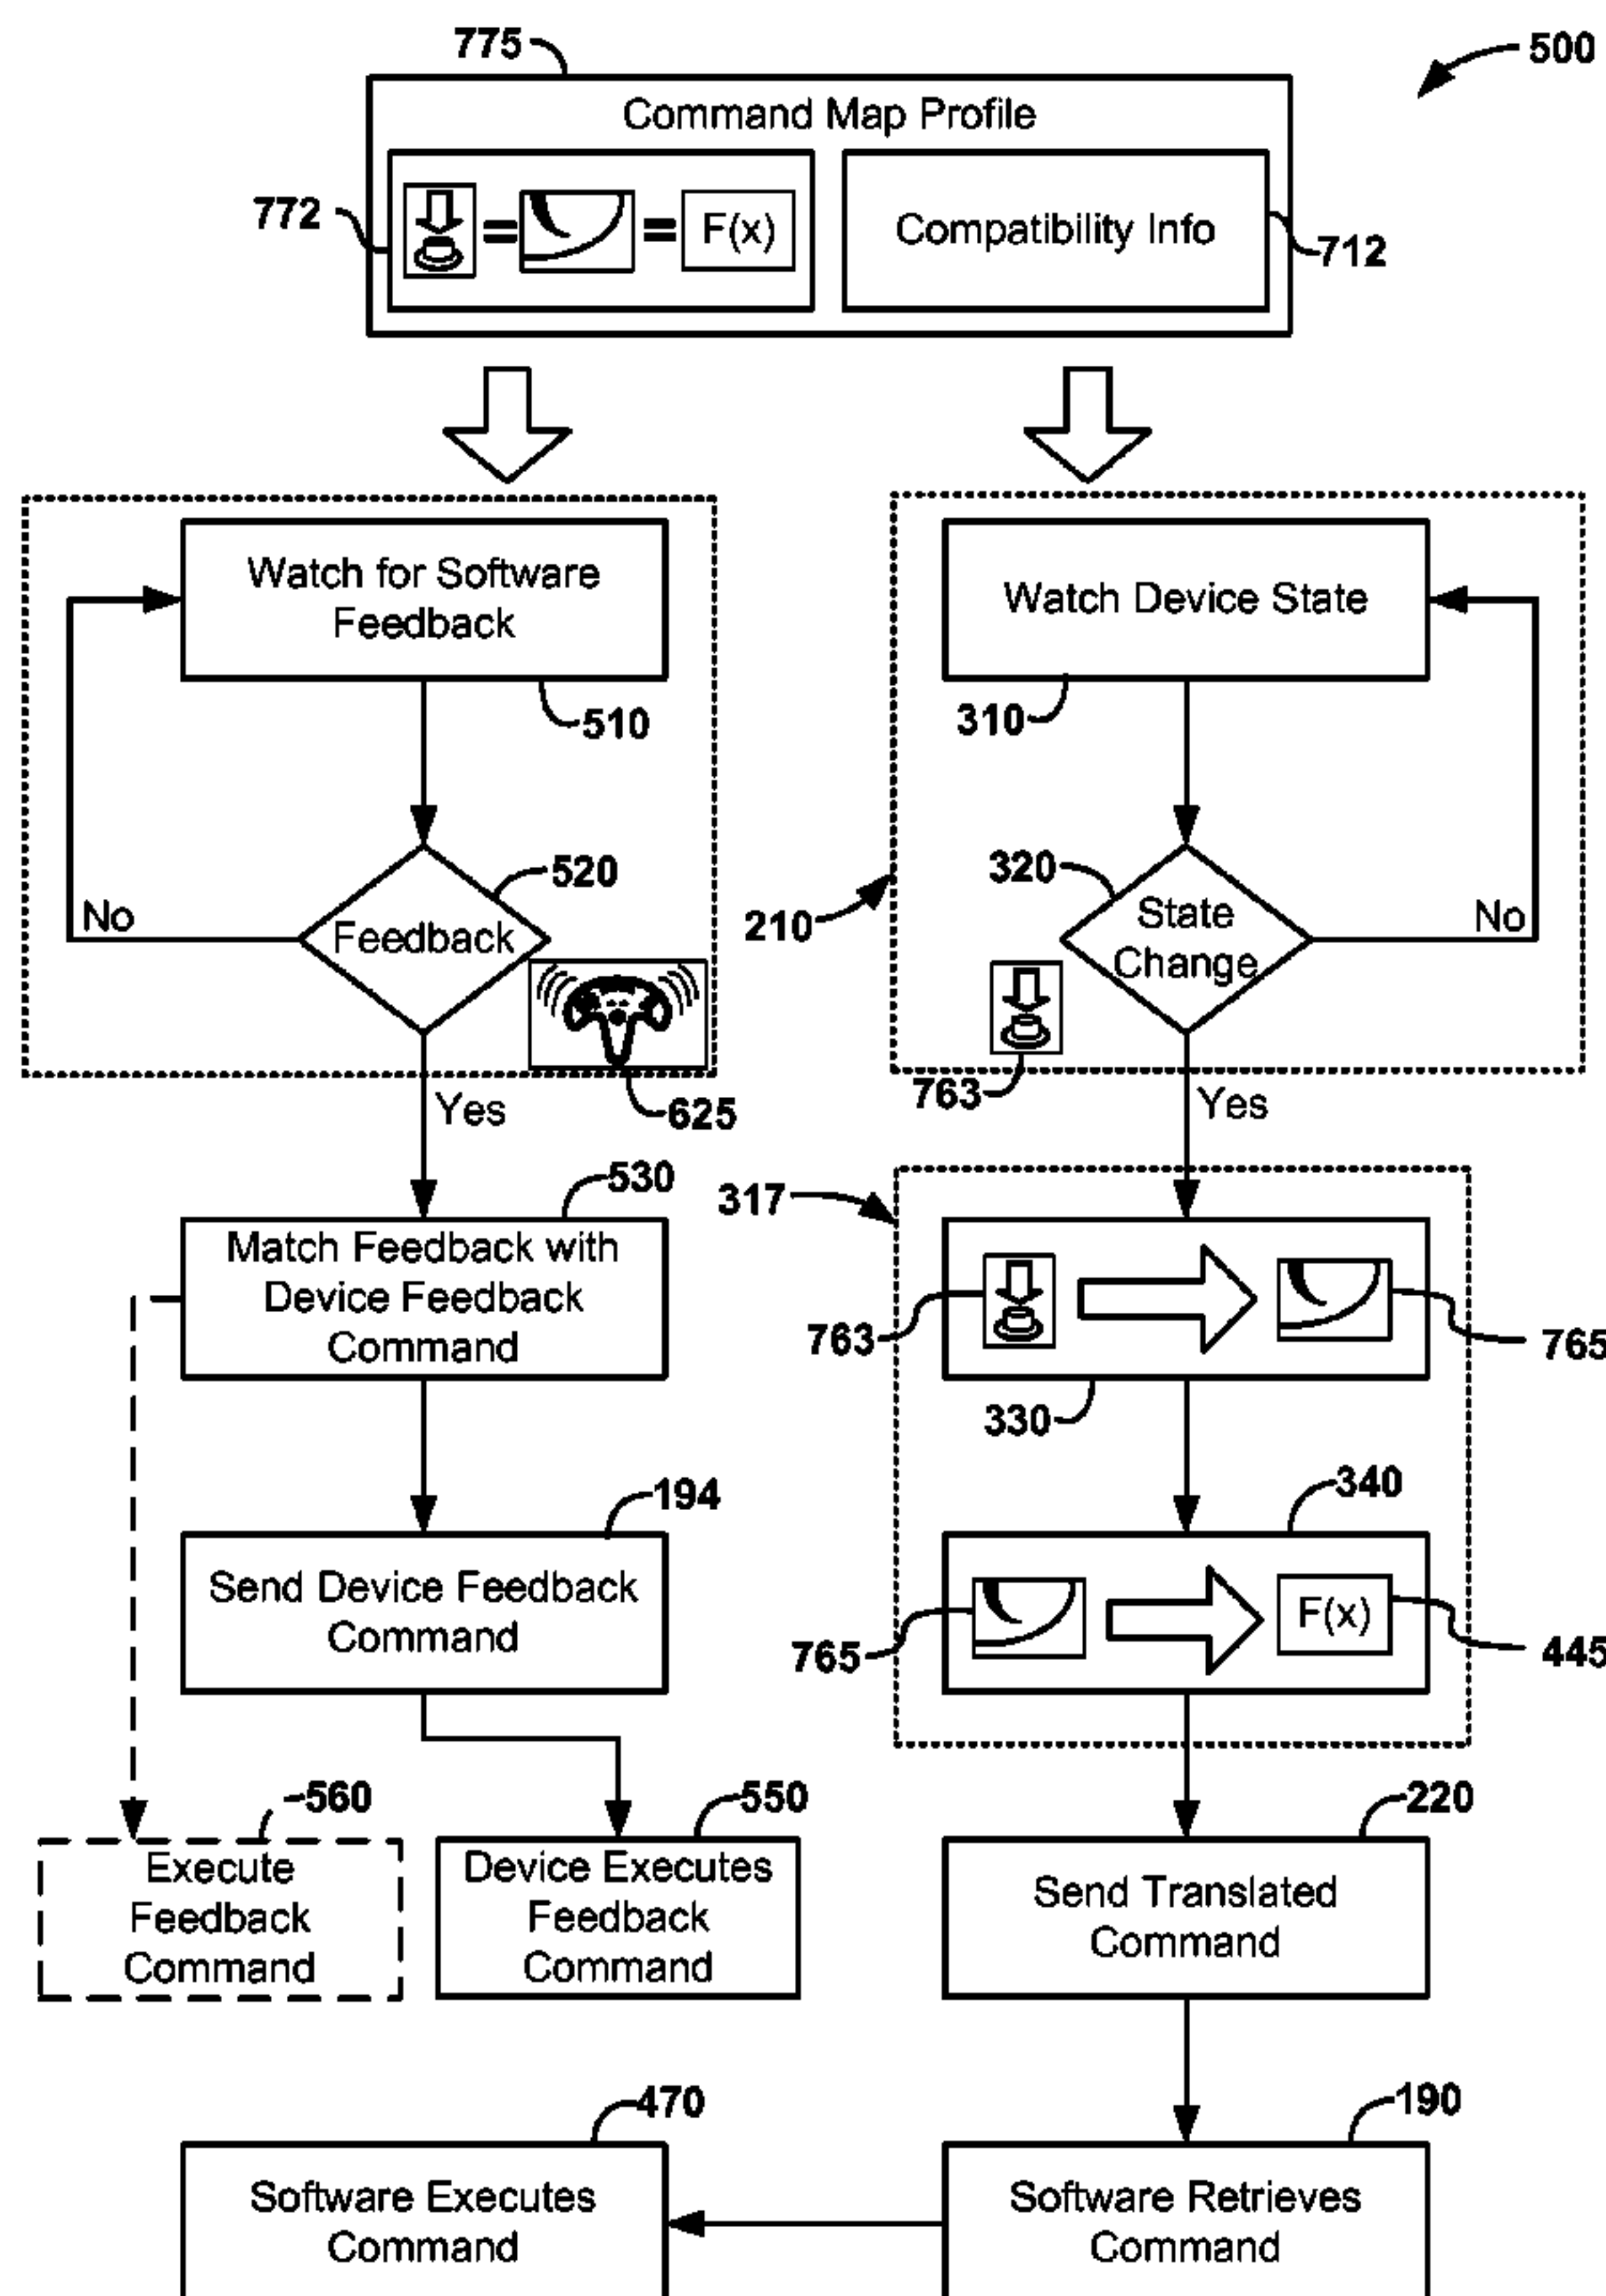 775
500
Command Map Profile
772
=
=
F(x)
Compatibility Info
712
Watch for Software
Feedback
510
No
520
Feedback
625
Yes
Watch Device State
310
210
320
State
Change
No
763
Yes
530
Match Feedback with
Device Feedback
Command
317
763
765
330
194
Send Device Feedback
Command
340
765
F(x)
445
560
Execute
Feedback
Command
550
Device Executes
Feedback
Command
220
Send Translated
Command
470
Software Executes
Command
190
Software Retrieves
Command